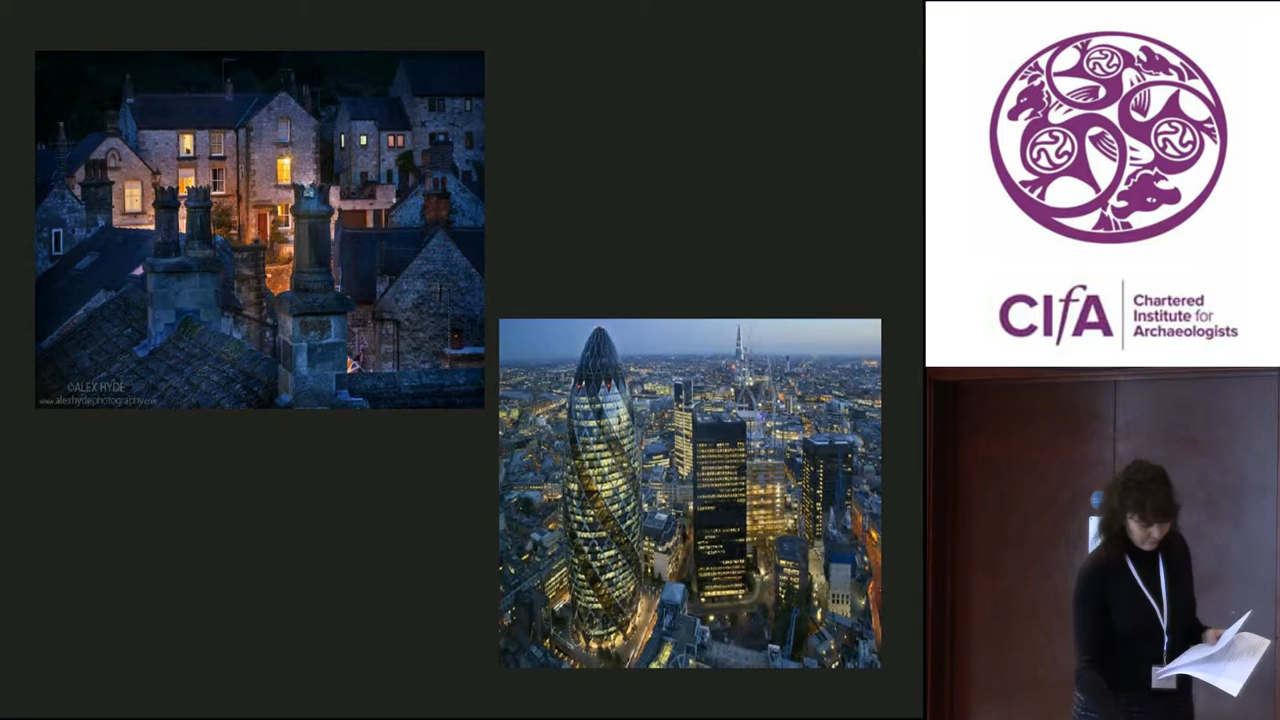 ©ALEX HYDE
www.alexhydephotography.com
CIfA
Chartered
Institute for
Archaeologists